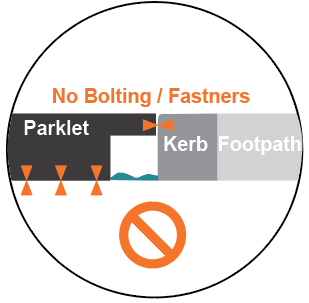 No Bolting / Fastners
Parklet
Kerb
Footpath